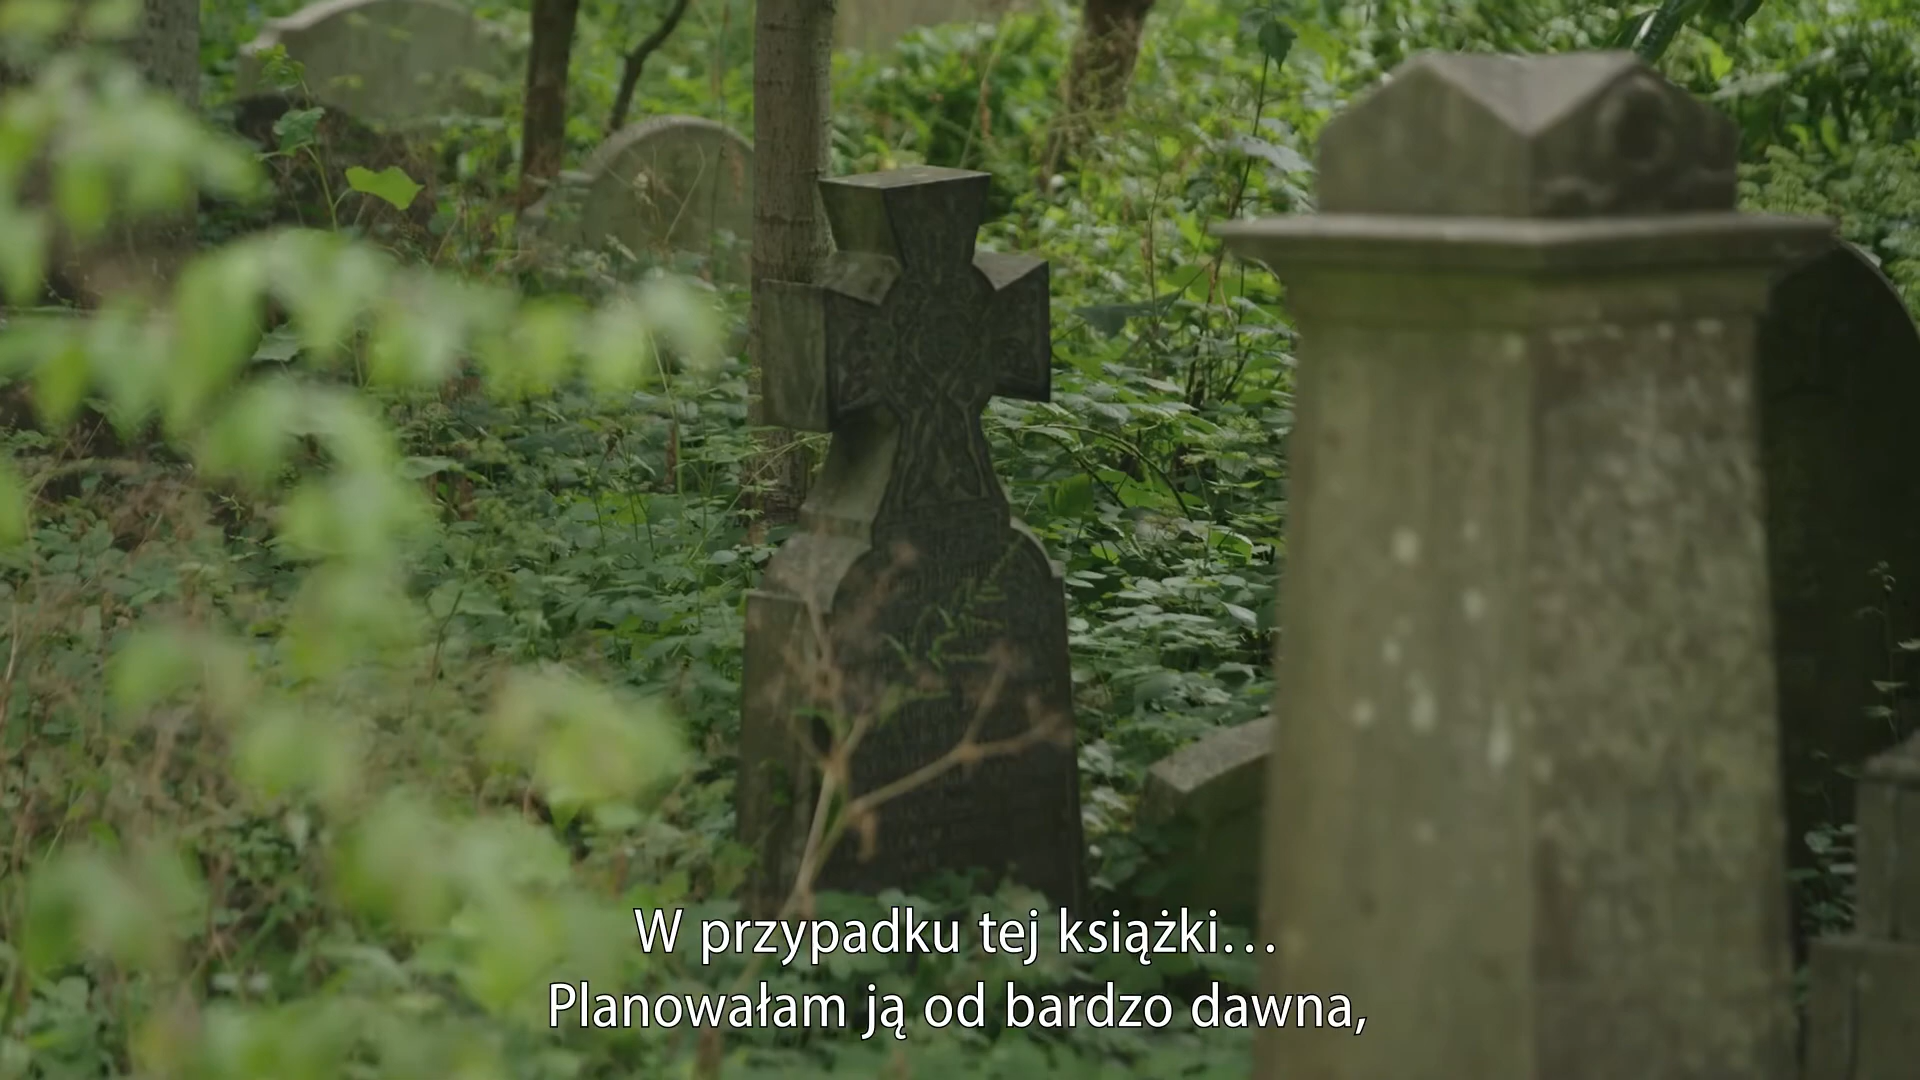 W przypadku tej książki…
Planowałam ją od bardzo dawna,